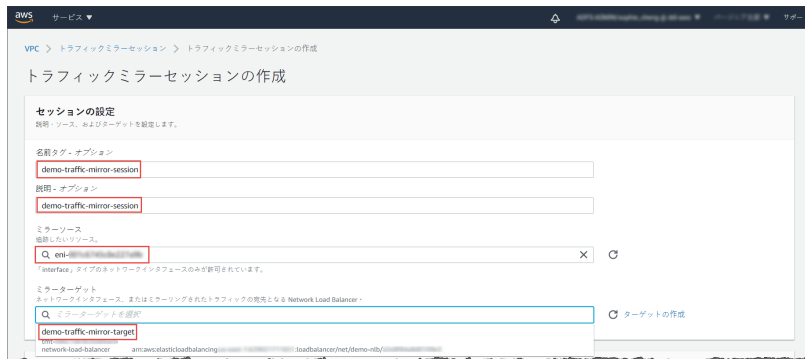 aws サービス サポー
VPC > トラフィックミラーセッション > トラフィックミラーセッションの作成
トラフィックミラーセッションの作成
セッションの設定
説明・ソース、およびターゲットを設定します。
名前タグ - オプション
demo-traffic-mirror-session
説明 - オプション
demo-traffic-mirror-session
ミラーソース
追跡したいリソース。
eni-
「interface」タイプのネットワークインタフェースのみが許可されています。
ミラーターゲット
ネットワークインタフェース、またはミラーリングされたトラフィックの宛先となる Network Load Balancer・
ミラーターゲットを選択
ターゲットの作成
demo-traffic-mirror-target
network-load-balancer arn:aws:elasticloadbalancing :loadbalancer/net/demo-nlb/